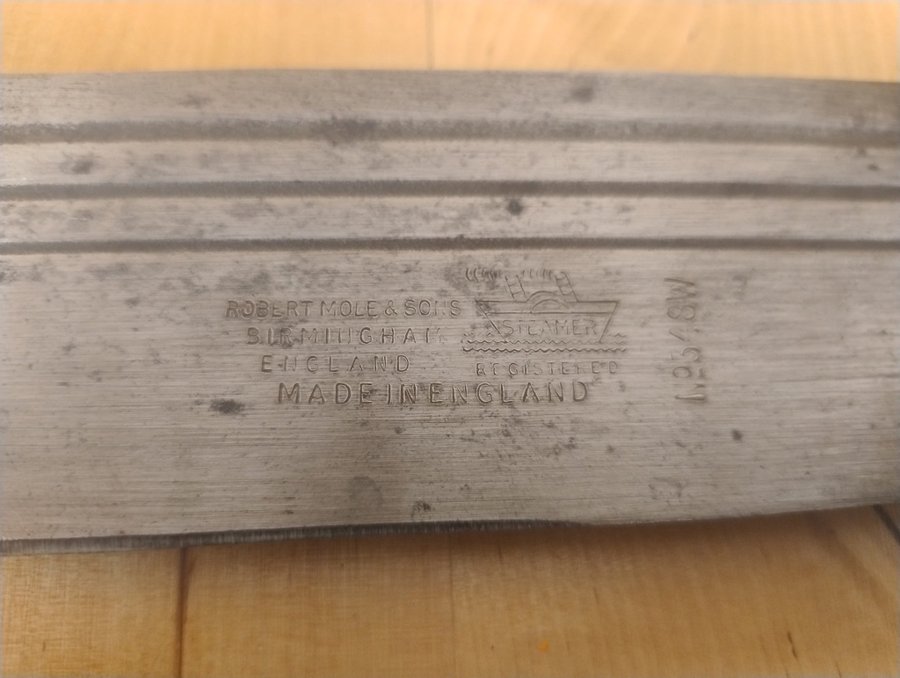 ROBERT MOLE & SONS
BIRMINGHAM
ENGLAND
STEAMER
REGISTERED
MADE IN ENGLAND